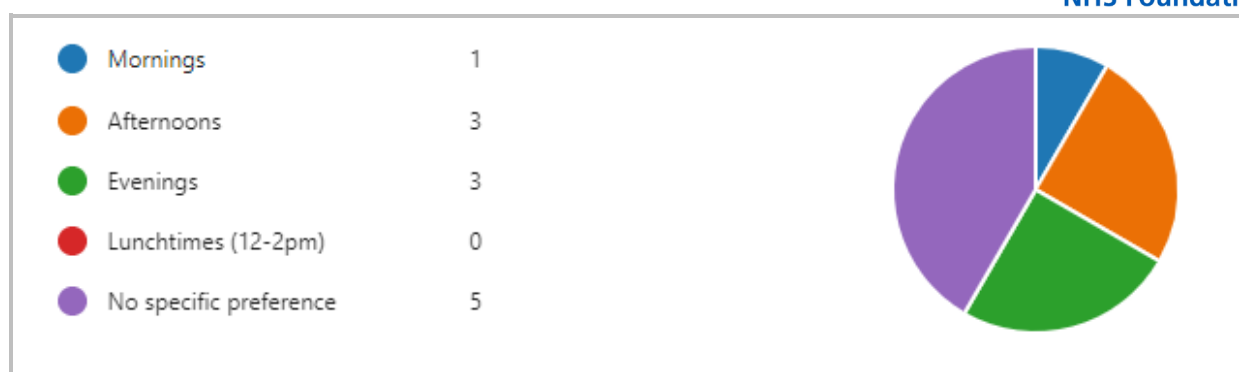 Mornings 1
Afternoons 3
Evenings 3
Lunchtimes (12-2pm) 0
No specific preference 5